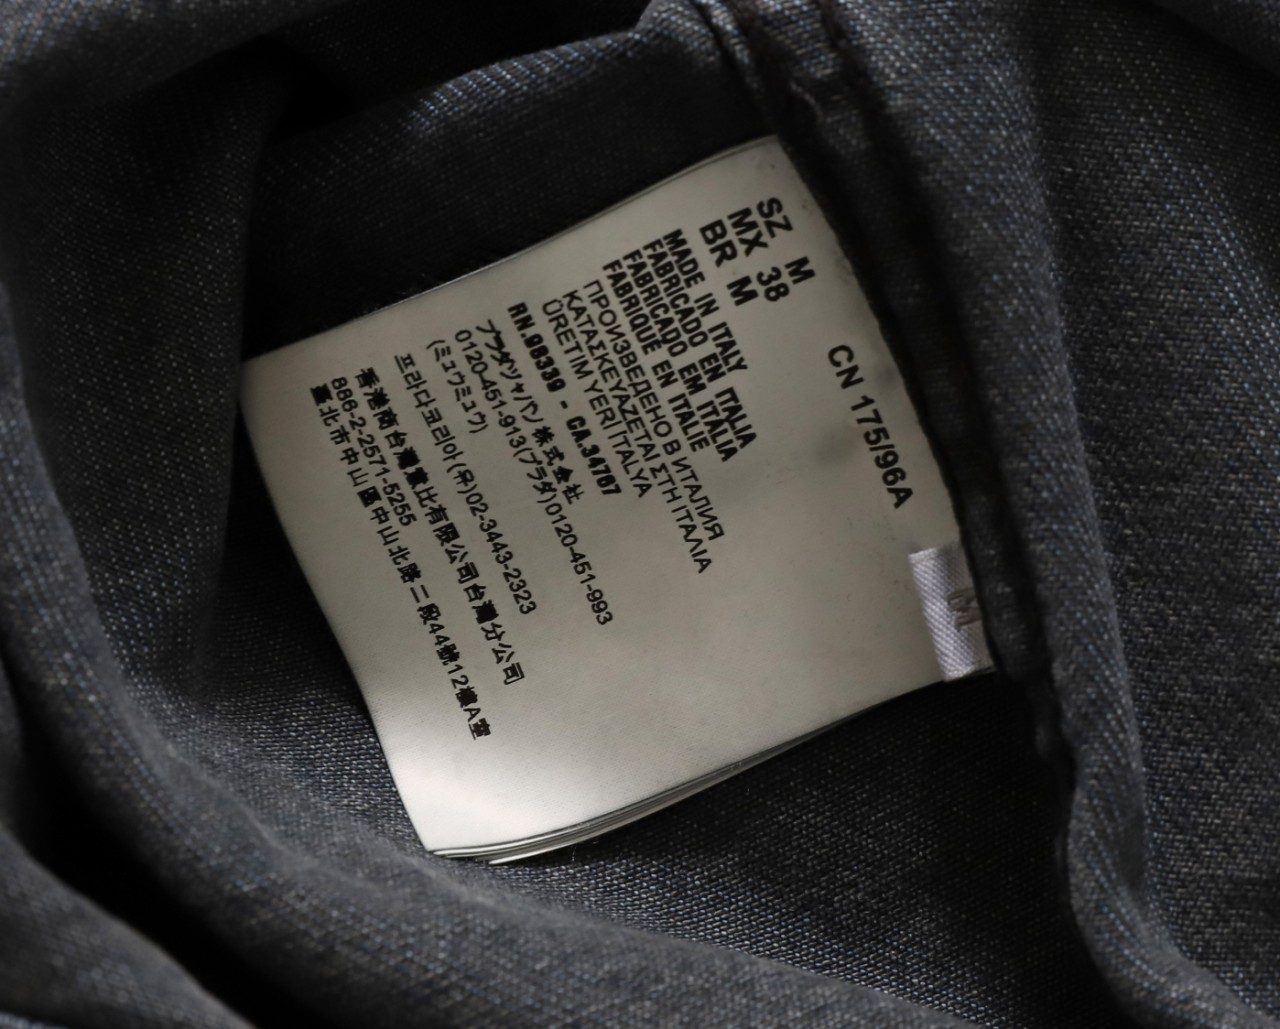 SZ M
MX 38
BR M
CN 175/96A
MADE IN ITALY
FABRICADO EN ITALIA
FABRICADO EM ITÁLIA
FABRIQUE EN ITALIE
ПРОИЗВЕДЕНО В ИТАЛИЯ
ΚΑΤΑΣΚΕΥΑΖΕΤΑΙ ΣΤΗ ΙΤΑΛΙΑ
ÜRETIM YERI İTALYA
RN.98339 - CA.34767
プラダジャパン株式会社
0120-451-913(プラダ)0120-451-993
(ミュウミュウ)
프라다코리아(유)02-3443-2323
香港商台灣普比有限公司台灣分公司
886-2-2571-5255
臺北市中山區中山北路二段44號12樓A室
M